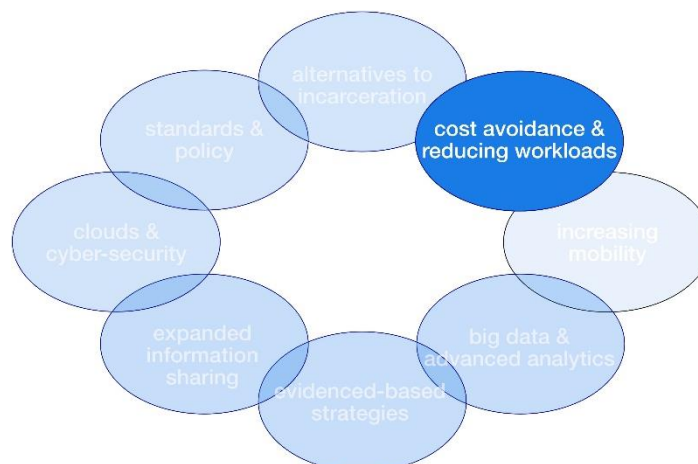 alternatives to
incarceration
cost avoidance &
reducing workloads
increasing
mobility
big data &
advanced analytics
evidenced-based
strategies
expanded
information
sharing
clouds &
cyber-security
standards &
policy